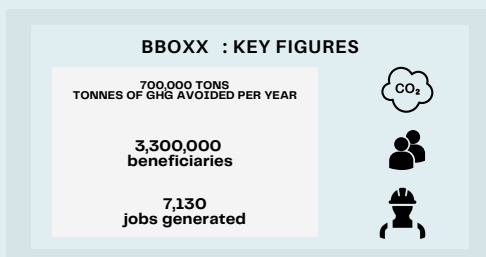 BBOXX : KEY FIGURES
700,000 TONS
TONNES OF GHG AVOIDED PER YEAR
CO₂
3,300,000
beneficiaries
7,130
jobs generated